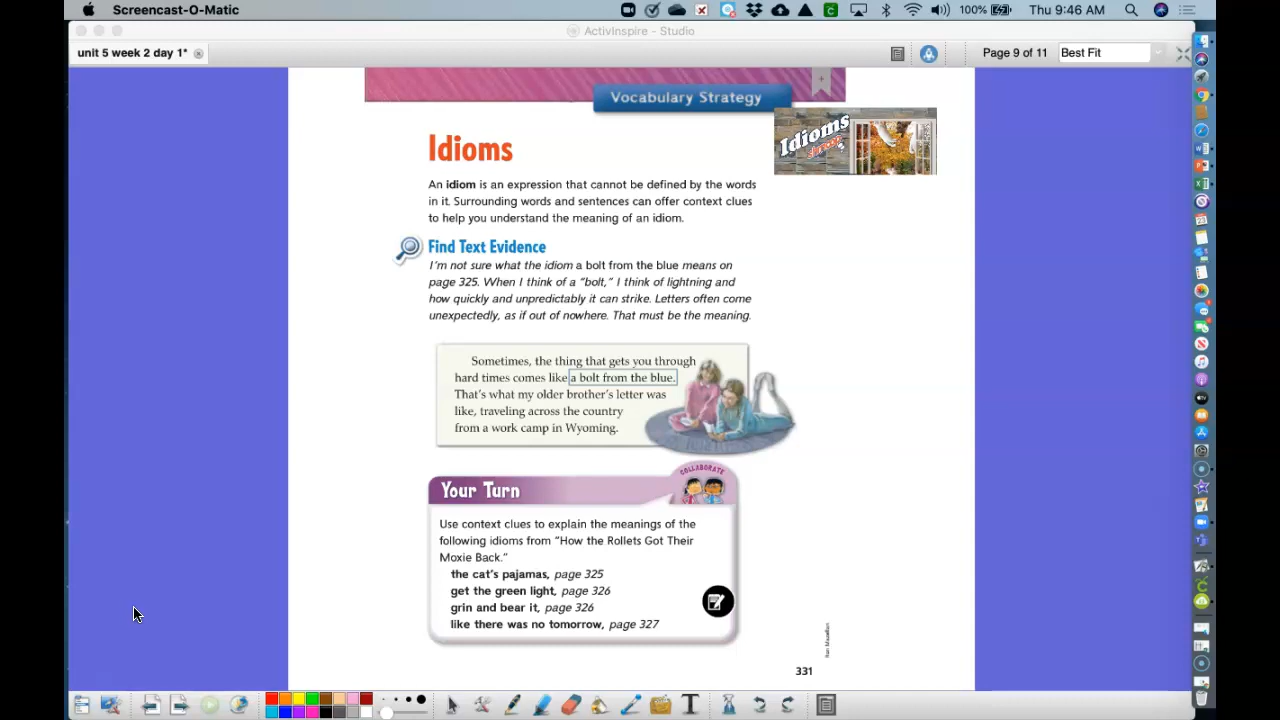 Screencast-O-Matic
100%
Thu 9:46 AM
ActivInspire - Studio
unit 5 week 2 day 1*
Page 9 of 11
Best Fit
Vocabulary Strategy
Idioms
Idioms
An idiom is an expression that cannot be defined by the words
in it. Surrounding words and sentences can offer context clues
to help you understand the meaning of an idiom.
Find Text Evidence
I'm not sure what the idiom a bolt from the blue means on
page 325. When I think of a "bolt," I think of lightning and
how quickly and unpredictably it can strike. Letters often come
unexpectedly, as if out of nowhere. That must be the meaning.
Sometimes, the thing that gets you through
hard times comes like a bolt from the blue.
That's what my older brother's letter was
like, traveling across the country
from a work camp in Wyoming.
COLLABORATE
Your Turn
Use context clues to explain the meanings of the
following idioms from "How the Rollets Got Their
Moxie Back."
the cat's pajamas, page 325
get the green light, page 326
grin and bear it, page 326
like there was no tomorrow, page 327
331